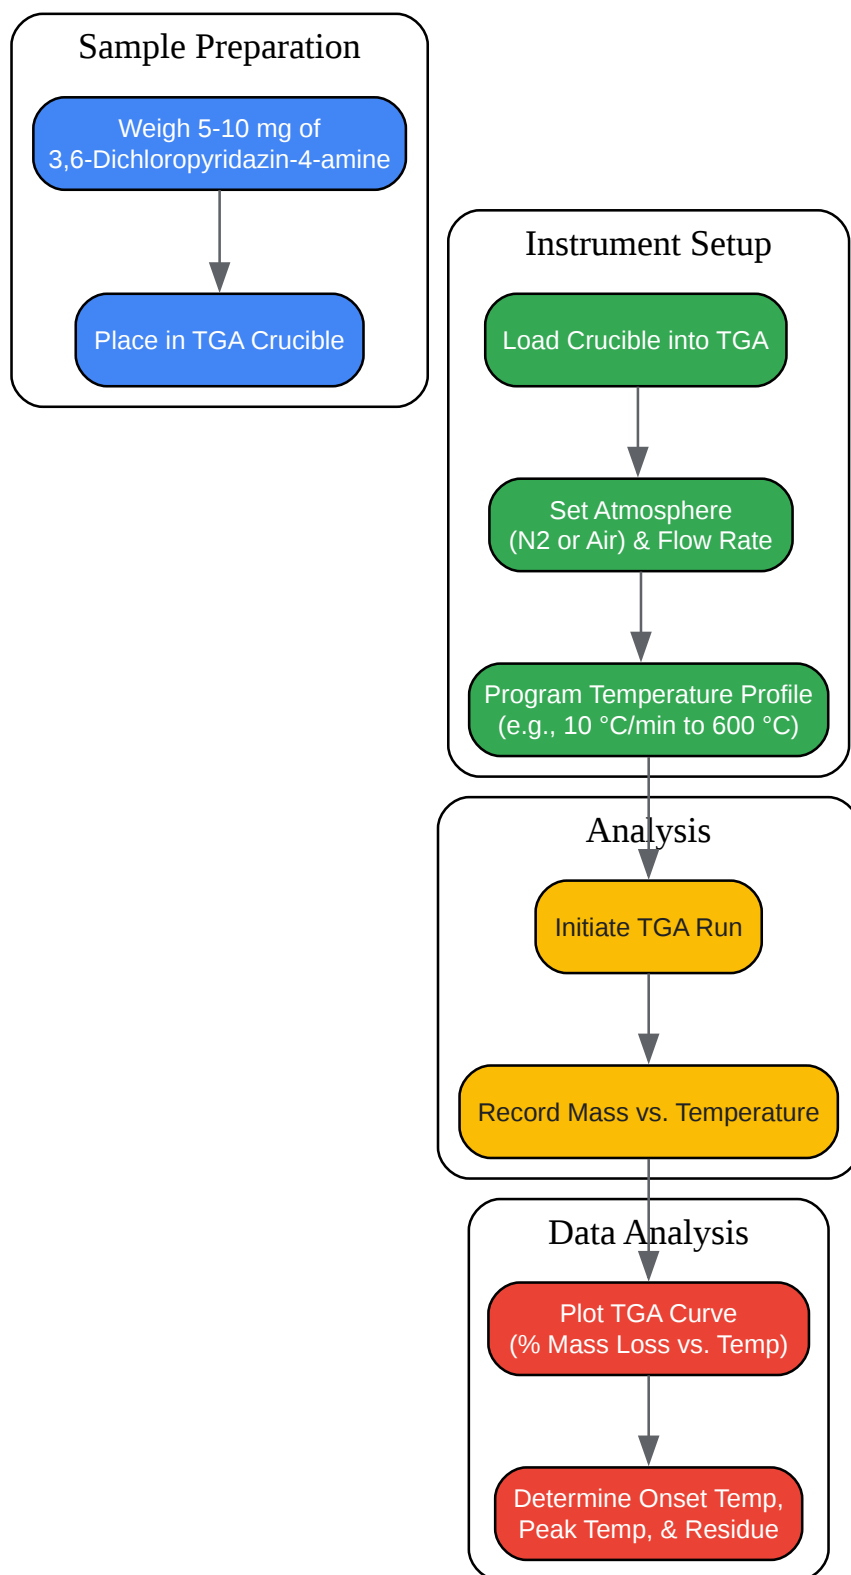 Sample Preparation
Weigh 5-10 mg of
3,6-Dichloropyridazin-4-amine
Place in TGA Crucible
Instrument Setup
Load Crucible into TGA
Set Atmosphere
(N2 or Air) & Flow Rate
Program Temperature Profile
(e.g., 10 °C/min to 600 °C)
Analysis
Initiate TGA Run
Record Mass vs. Temperature
Data Analysis
Plot TGA Curve
(% Mass Loss vs. Temp)
Determine Onset Temp,
Peak Temp, & Residue